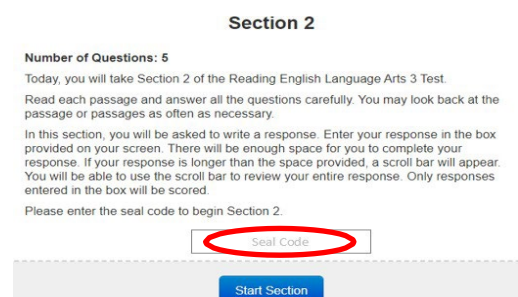 Section 2
Number of Questions: 5
Today, you will take Section 2 of the Reading English Language Arts 3 Test.
Read each passage and answer all the questions carefully. You may look back at the
passage or passages as often as necessary.
In this section, you will be asked to write a response. Enter your response in the box
provided on your screen. There will be enough space for you to complete your
response. If your response is longer than the space provided, a scroll bar will appear.
You will be able to use the scroll bar to review your entire response. Only responses
entered in the box will be scored.
Please enter the seal code to begin Section 2.
Seal Code
Start Section